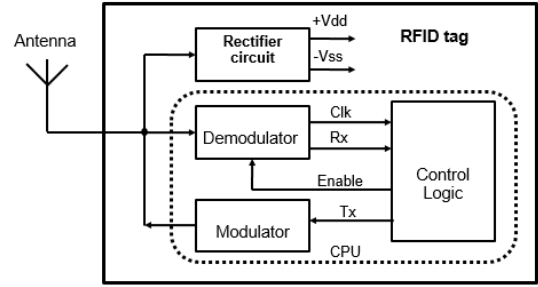 Antenna
+Vdd
Rectifier
circuit
-Vss
RFID tag
Demodulator
Clk
Rx
Enable
Control
Logic
Modulator
Tx
CPU